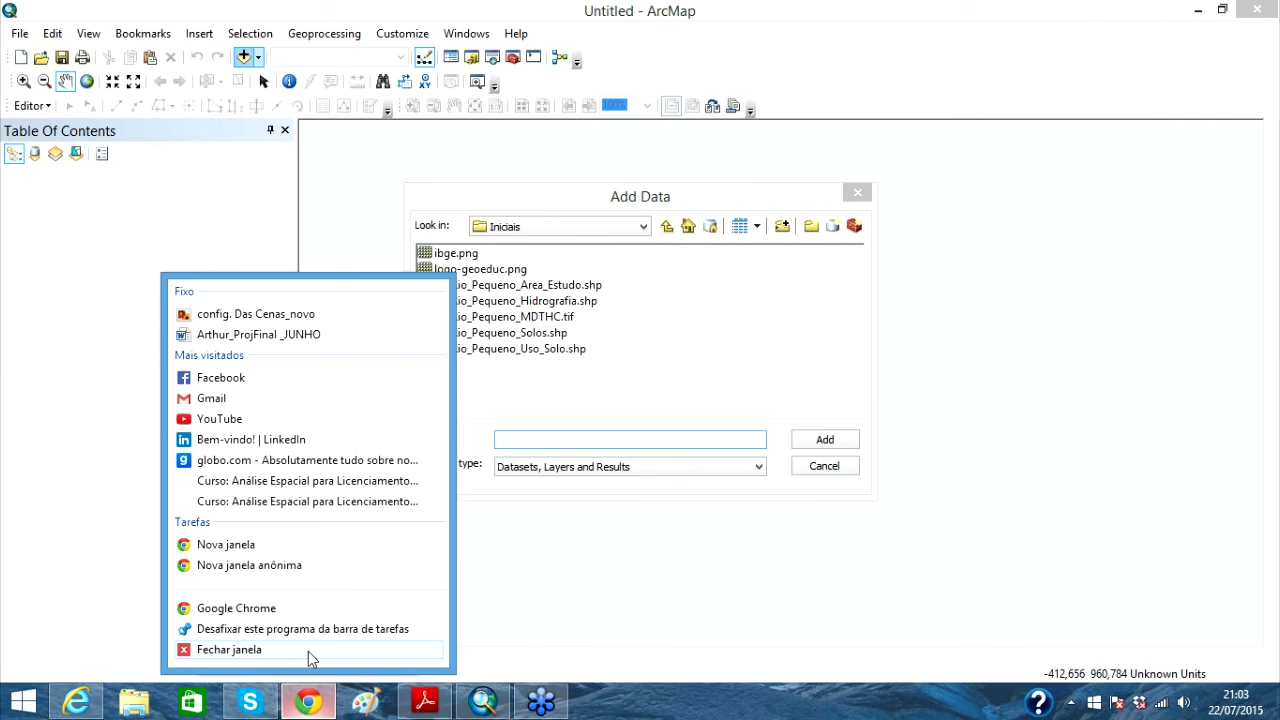 Untitled - ArcMap
File Edit View Bookmarks Insert Selection Geoprocessing Customize Windows Help
Editor
100%
Table Of Contents
Add Data
Look in: Iniciais
ibge.png
logo-geoeduc.png
io_Pequeno_Area_Estudo.shp
io_Pequeno_Hidrografia.shp
io_Pequeno_MDTHC.tif
io_Pequeno_Solos.shp
io_Pequeno_Uso_Solo.shp
Add
type: Datasets, Layers and Results
Cancel
Fixo
config. Das Cenas_novo
Arthur_ProjFinal _JUNHO
Mais visitados
Facebook
Gmail
YouTube
Bem-vindo! | LinkedIn
globo.com - Absolutamente tudo sobre no...
Curso: Análise Espacial para Licenciamento...
Curso: Análise Espacial para Licenciamento...
Tarefas
Nova janela
Nova janela anônima
Google Chrome
Desafixar este programa da barra de tarefas
Fechar janela
-412,656 960,784 Unknown Units
21:03
22/07/2015